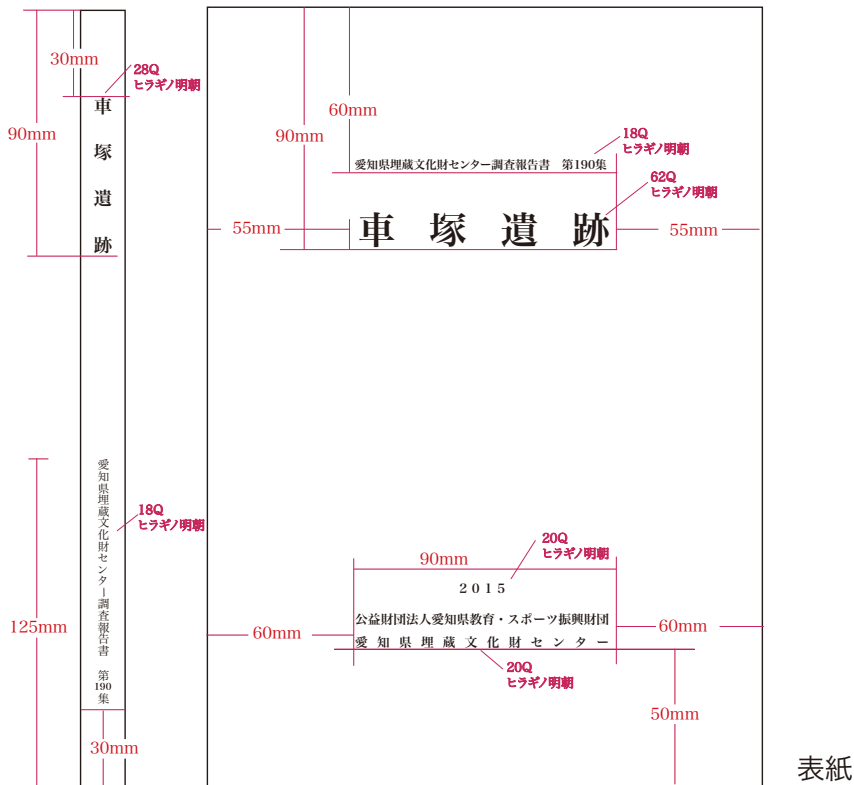 30mm
28Q
ヒラギノ明朝
90mm
車塚遺跡
愛知県埋蔵文化財センター調査報告書　第190集
18Q
ヒラギノ明朝
125mm
30mm
60mm
90mm
18Q
ヒラギノ明朝
愛知県埋蔵文化財センター調査報告書　第190集
62Q
ヒラギノ明朝
55mm
車塚遺跡
55mm
20Q
ヒラギノ明朝
90mm
2015
公益財団法人愛知県教育・スポーツ振興財団
60mm
60mm
愛知県埋蔵文化財センター
20Q
ヒラギノ明朝
50mm
表紙